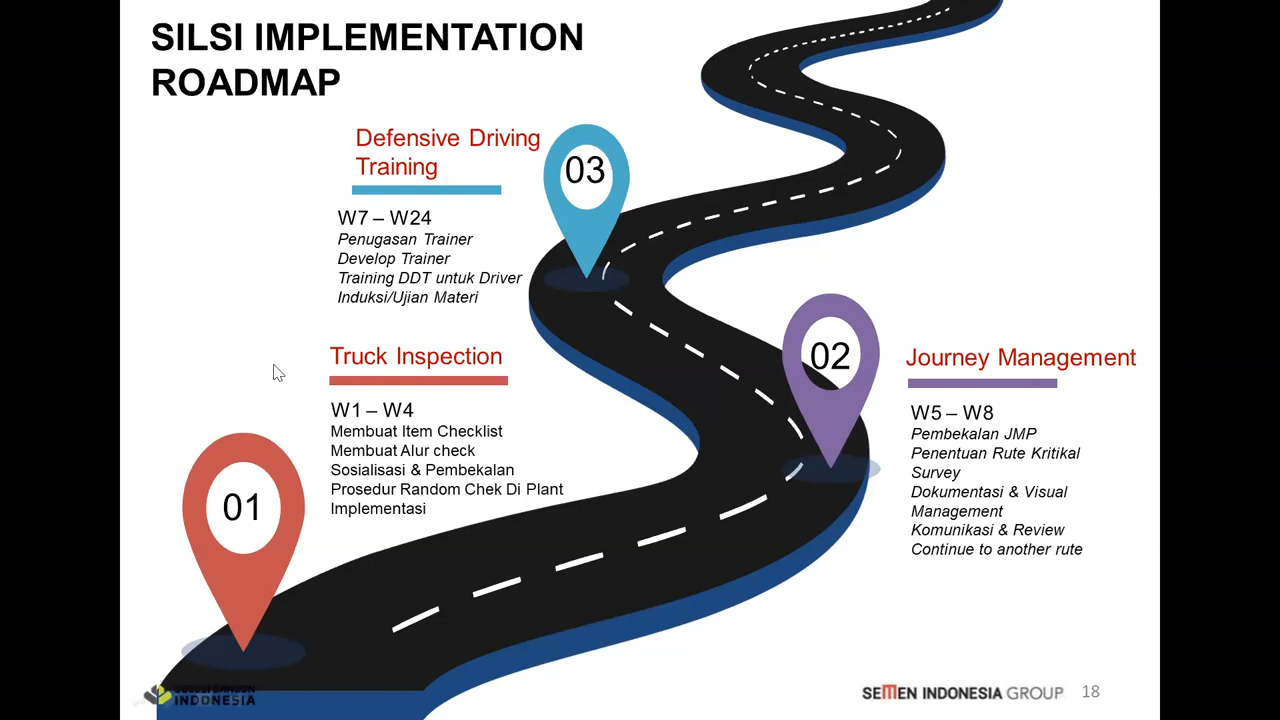 SILSI IMPLEMENTATION
ROADMAP
Defensive Driving
Training
03
W7 – W24
Penugasan Trainer
Develop Trainer
Training DDT untuk Driver
Induksi/Ujian Materi
Truck Inspection
W1 – W4
Membuat Item Checklist
Membuat Alur check
Sosialisasi & Pembekalan
Prosedur Random Chek Di Plant
Implementasi
01
02
Journey Management
W5 – W8
Pembekalan JMP
Penentuan Rute Kritikal
Survey
Dokumentasi & Visual
Management
Komunikasi & Review
Continue to another rute
SOLUSI BANGUN
INDONESIA
SEMEN INDONESIA GROUP
18